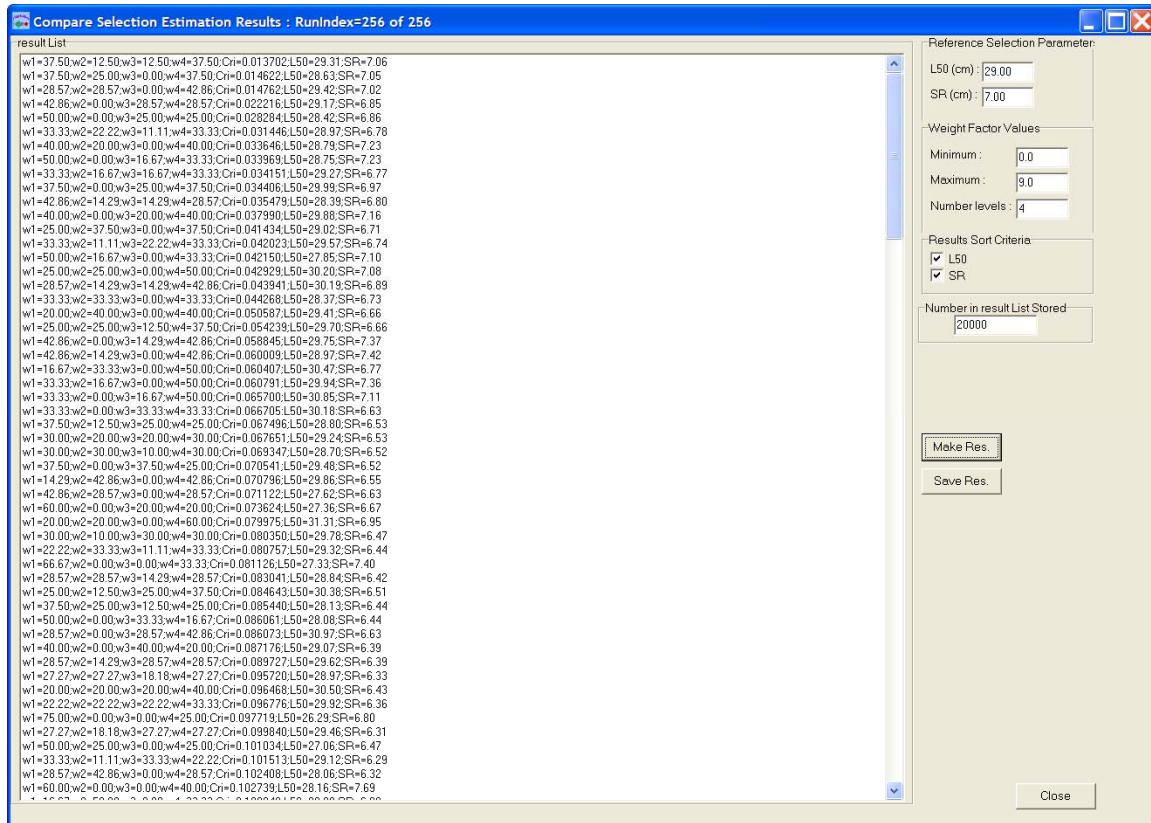 Compare Selection Estimation Results : RunIndex=256 of 256
result List
w1=37.50;w2=12.50;w3=12.50;w4=37.50;Cri=0.013702;L50=29.31;SR=7.06
w1=37.50;w2=25.00;w3=0.00;w4=37.50;Cri=0.014622;L50=28.63;SR=7.05
w1=28.57;w2=28.57;w3=0.00;w4=42.86;Cri=0.014762;L50=29.42;SR=7.02
w1=42.86;w2=0.00;w3=28.57;w4=28.57;Cri=0.022216;L50=29.17;SR=6.85
w1=50.00;w2=0.00;w3=25.00;w4=25.00;Cri=0.028284;L50=28.42;SR=6.86
w1=33.33;w2=22.22;w3=11.11;w4=33.33;Cri=0.031446;L50=28.97;SR=6.78
w1=40.00;w2=20.00;w3=0.00;w4=40.00;Cri=0.033646;L50=28.79;SR=7.23
w1=50.00;w2=0.00;w3=16.67;w4=33.33;Cri=0.033969;L50=28.75;SR=7.23
w1=33.33;w2=16.67;w3=16.67;w4=33.33;Cri=0.034151;L50=29.27;SR=6.77
w1=37.50;w2=0.00;w3=25.00;w4=37.50;Cri=0.034406;L50=29.99;SR=6.97
w1=42.86;w2=14.29;w3=14.29;w4=28.57;Cri=0.035479;L50=28.39;SR=6.80
w1=40.00;w2=0.00;w3=20.00;w4=40.00;Cri=0.037990;L50=29.88;SR=7.16
w1=25.00;w2=37.50;w3=0.00;w4=37.50;Cri=0.041434;L50=29.02;SR=6.71
w1=33.33;w2=11.11;w3=22.22;w4=33.33;Cri=0.042023;L50=29.57;SR=6.74
w1=50.00;w2=16.67;w3=0.00;w4=33.33;Cri=0.042150;L50=27.85;SR=7.10
w1=25.00;w2=25.00;w3=0.00;w4=50.00;Cri=0.042929;L50=30.20;SR=7.08
w1=28.57;w2=14.29;w3=14.29;w4=42.86;Cri=0.043941;L50=30.19;SR=6.89
w1=33.33;w2=33.33;w3=0.00;w4=33.33;Cri=0.044268;L50=28.37;SR=6.73
w1=20.00;w2=40.00;w3=0.00;w4=40.00;Cri=0.050587;L50=29.41;SR=6.66
w1=25.00;w2=25.00;w3=12.50;w4=37.50;Cri=0.054239;L50=29.70;SR=6.66
w1=42.86;w2=0.00;w3=14.29;w4=42.86;Cri=0.058845;L50=29.75;SR=7.37
w1=42.86;w2=14.29;w3=0.00;w4=42.86;Cri=0.060009;L50=28.97;SR=7.42
w1=16.67;w2=33.33;w3=0.00;w4=50.00;Cri=0.060407;L50=30.47;SR=6.77
w1=33.33;w2=16.67;w3=0.00;w4=50.00;Cri=0.060791;L50=29.94;SR=7.36
w1=33.33;w2=0.00;w3=16.67;w4=50.00;Cri=0.065700;L50=30.85;SR=7.11
w1=33.33;w2=0.00;w3=33.33;w4=33.33;Cri=0.066705;L50=30.18;SR=6.63
w1=37.50;w2=12.50;w3=25.00;w4=25.00;Cri=0.067496;L50=28.80;SR=6.53
w1=30.00;w2=20.00;w3=20.00;w4=30.00;Cri=0.067651;L50=29.24;SR=6.53
w1=30.00;w2=30.00;w3=10.00;w4=30.00;Cri=0.069347;L50=28.70;SR=6.52
w1=37.50;w2=0.00;w3=37.50;w4=25.00;Cri=0.070541;L50=29.48;SR=6.52
w1=14.29;w2=42.86;w3=0.00;w4=42.86;Cri=0.070796;L50=29.86;SR=6.55
w1=42.86;w2=28.57;w3=0.00;w4=28.57;Cri=0.071122;L50=27.62;SR=6.63
w1=60.00;w2=0.00;w3=20.00;w4=20.00;Cri=0.073624;L50=27.36;SR=6.67
w1=20.00;w2=20.00;w3=0.00;w4=60.00;Cri=0.079975;L50=31.31;SR=6.95
w1=30.00;w2=10.00;w3=30.00;w4=30.00;Cri=0.080350;L50=29.78;SR=6.47
w1=22.22;w2=33.33;w3=11.11;w4=33.33;Cri=0.080757;L50=29.32;SR=6.44
w1=66.67;w2=0.00;w3=0.00;w4=33.33;Cri=0.081126;L50=27.33;SR=7.40
w1=28.57;w2=28.57;w3=14.29;w4=28.57;Cri=0.083041;L50=28.84;SR=6.42
w1=25.00;w2=12.50;w3=25.00;w4=37.50;Cri=0.084643;L50=30.38;SR=6.51
w1=37.50;w2=25.00;w3=12.50;w4=25.00;Cri=0.085440;L50=28.13;SR=6.44
w1=50.00;w2=0.00;w3=33.33;w4=16.67;Cri=0.086061;L50=28.08;SR=6.44
w1=28.57;w2=0.00;w3=28.57;w4=42.86;Cri=0.086073;L50=30.97;SR=6.63
w1=40.00;w2=0.00;w3=40.00;w4=20.00;Cri=0.087176;L50=29.07;SR=6.39
w1=28.57;w2=14.29;w3=28.57;w4=28.57;Cri=0.089727;L50=29.62;SR=6.39
w1=27.27;w2=27.27;w3=18.18;w4=27.27;Cri=0.095720;L50=28.97;SR=6.33
w1=20.00;w2=20.00;w3=20.00;w4=40.00;Cri=0.096468;L50=30.50;SR=6.43
w1=22.22;w2=22.22;w3=22.22;w4=33.33;Cri=0.096776;L50=29.92;SR=6.36
w1=75.00;w2=0.00;w3=0.00;w4=25.00;Cri=0.097719;L50=26.29;SR=6.80
w1=27.27;w2=18.18;w3=27.27;w4=27.27;Cri=0.099840;L50=29.46;SR=6.31
w1=50.00;w2=25.00;w3=0.00;w4=25.00;Cri=0.101034;L50=27.06;SR=6.47
w1=33.33;w2=11.11;w3=33.33;w4=22.22;Cri=0.101513;L50=29.12;SR=6.29
w1=28.57;w2=42.86;w3=0.00;w4=28.57;Cri=0.102408;L50=28.06;SR=6.32
w1=60.00;w2=0.00;w3=0.00;w4=40.00;Cri=0.102739;L50=28.16;SR=7.69
Reference Selection Parameter:
L50 (cm) : 29.00
SR (cm) : 7.00
Weight Factor Values
Minimum : 0.0
Maximum : 9.0
Number levels : 4
Results Sort Criteria
L50
SR
Number in result List Stored
20000
Make Res.
Save Res.
Close